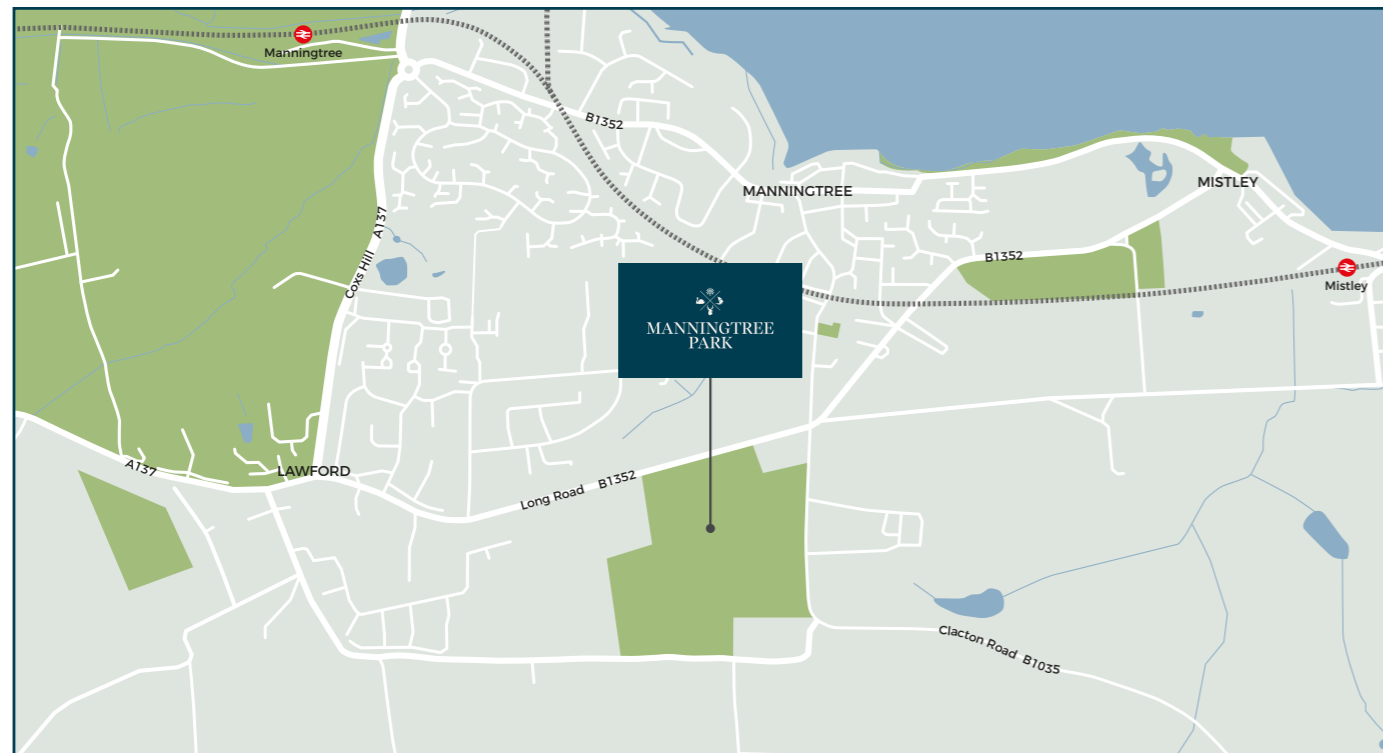 Manningtree
B1352
MANNINGTREE
MISTLEY
A137
Coxs Hill
B1352
Mistley
MANNINGTREE
PARK
A137
LAWFORD
Long Road B1352
Clacton Road B1035